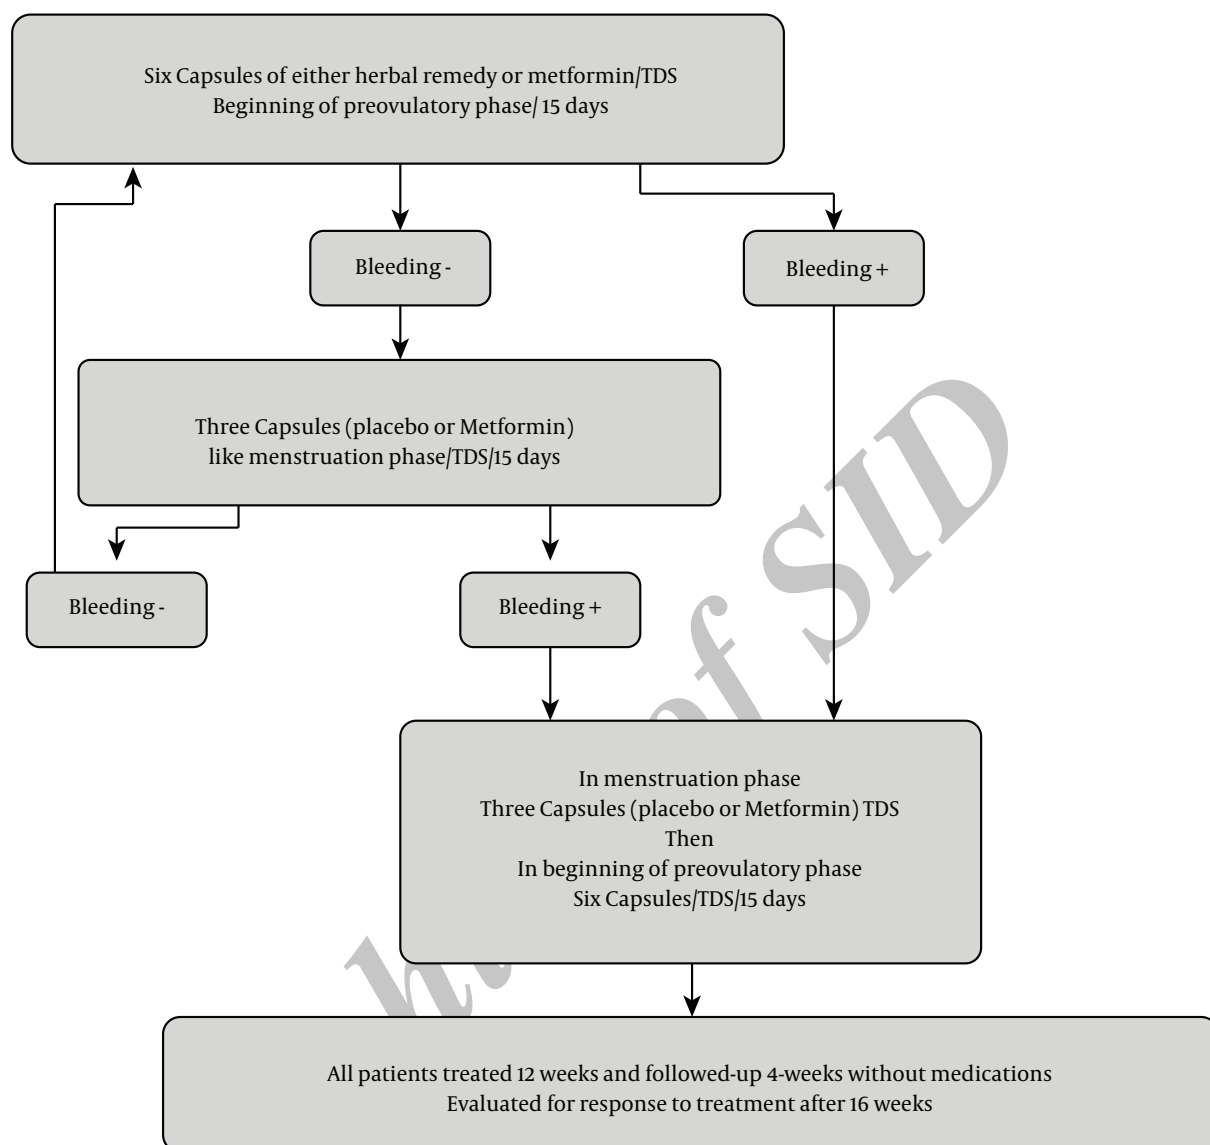 Six Capsules of either herbal remedy or metformin/TDS
Beginning of preovulatory phase/ 15 days
Bleeding -
Bleeding +
Three Capsules (placebo or Metformin)
like menstruation phase/TDS/15 days
Bleeding -
Bleeding +
In menstruation phase
Three Capsules (placebo or Metformin) TDS
Then
In beginning of preovulatory phase
Six Capsules/TDS/15 days
All patients treated 12 weeks and followed-up 4-weeks without medications
Evaluated for response to treatment after 16 weeks
of SID